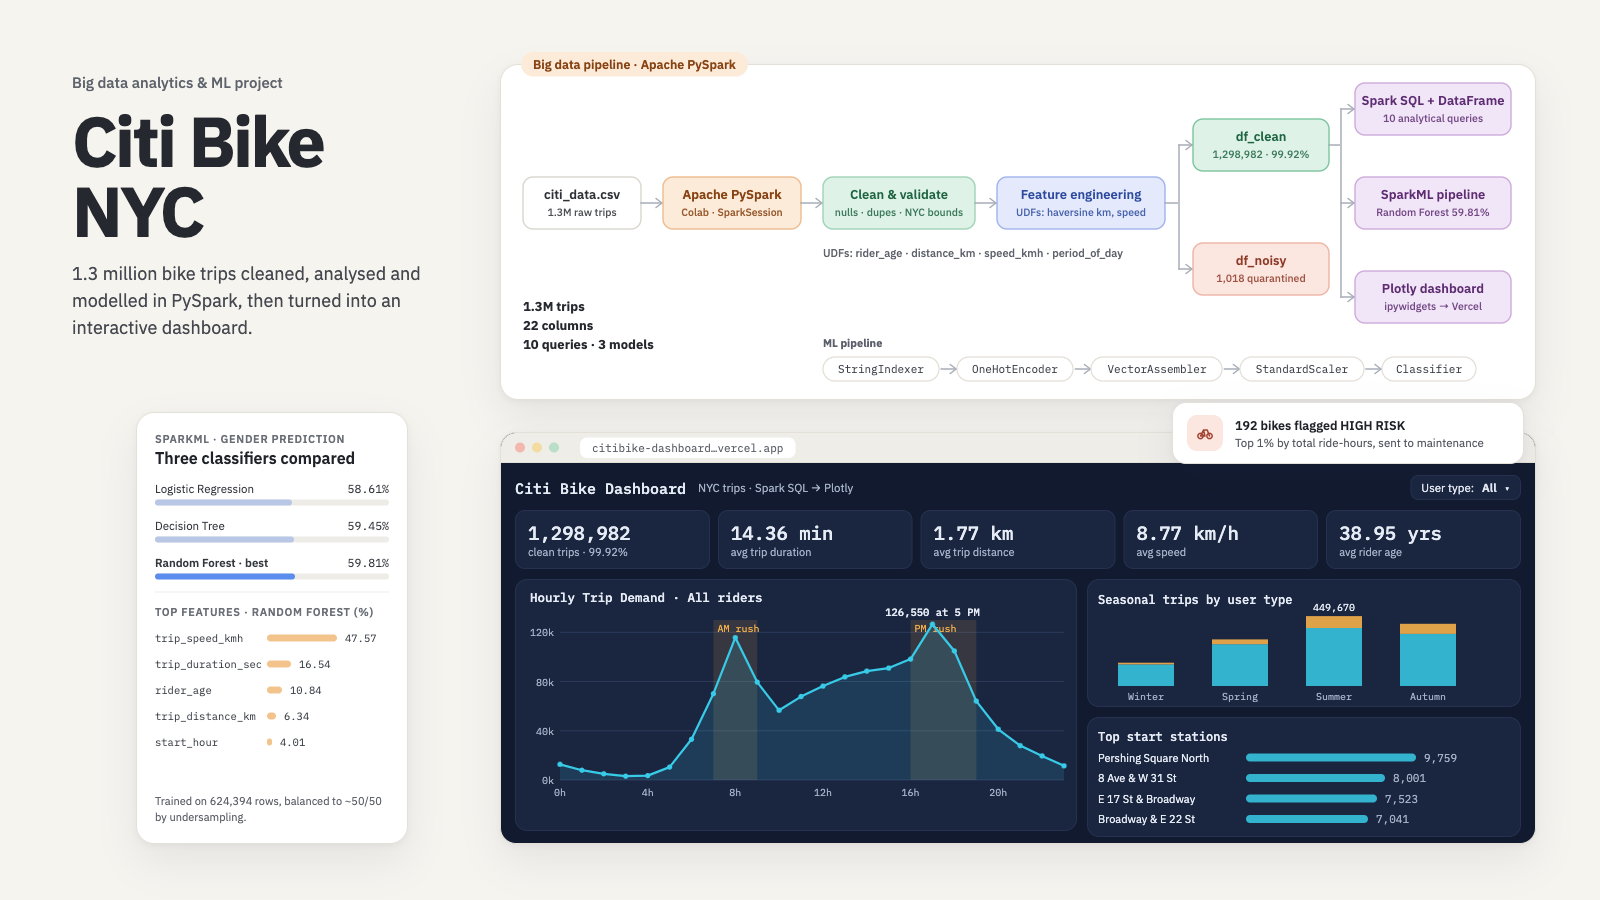 Big data analytics & ML project
Citi Bike
NYC
1.3 million bike trips cleaned, analysed and
modelled in PySpark, then turned into an
interactive dashboard.
Big data pipeline · Apache PySpark
citi_data.csv
1.3M raw trips
Apache PySpark
Colab · SparkSession
Clean & validate
nulls · dupes · NYC bounds
Feature engineering
UDFs: haversine km, speed
df_clean
1,298,982 · 99.92%
df_noisy
1,018 quarantined
Spark SQL + DataFrame
10 analytical queries
SparkML pipeline
Random Forest 59.81%
Plotly dashboard
ipywidgets → Vercel
UDFs: rider_age · distance_km · speed_kmh · period_of_day
1.3M trips
22 columns
10 queries · 3 models
ML pipeline
StringIndexer
OneHotEncoder
VectorAssembler
StandardScaler
Classifier
SPARKML · GENDER PREDICTION
Three classifiers compared
Logistic Regression 58.61%
Decision Tree 59.45%
Random Forest · best 59.81%
TOP FEATURES · RANDOM FOREST (%)
trip_speed_kmh 47.57
trip_duration_sec 16.54
rider_age 10.84
trip_distance_km 6.34
start_hour 4.01
Trained on 624,394 rows, balanced to ~50/50
by undersampling.
citibike-dashboard…vercel.app
192 bikes flagged HIGH RISK
Top 1% by total ride-hours, sent to maintenance
Citi Bike Dashboard NYC trips · Spark SQL → Plotly
User type: All ▾
1,298,982
clean trips · 99.92%
14.36 min
avg trip duration
1.77 km
avg trip distance
8.77 km/h
avg speed
38.95 yrs
avg rider age
Hourly Trip Demand · All riders
126,550 at 5 PM
AM rush
PM rush
120k
80k
40k
0k
0h 4h 8h 12h 16h 20h
Seasonal trips by user type
449,670
Winter Spring Summer Autumn
Top start stations
Pershing Square North 9,759
8 Ave & W 31 St 8,001
E 17 St & Broadway 7,523
Broadway & E 22 St 7,041